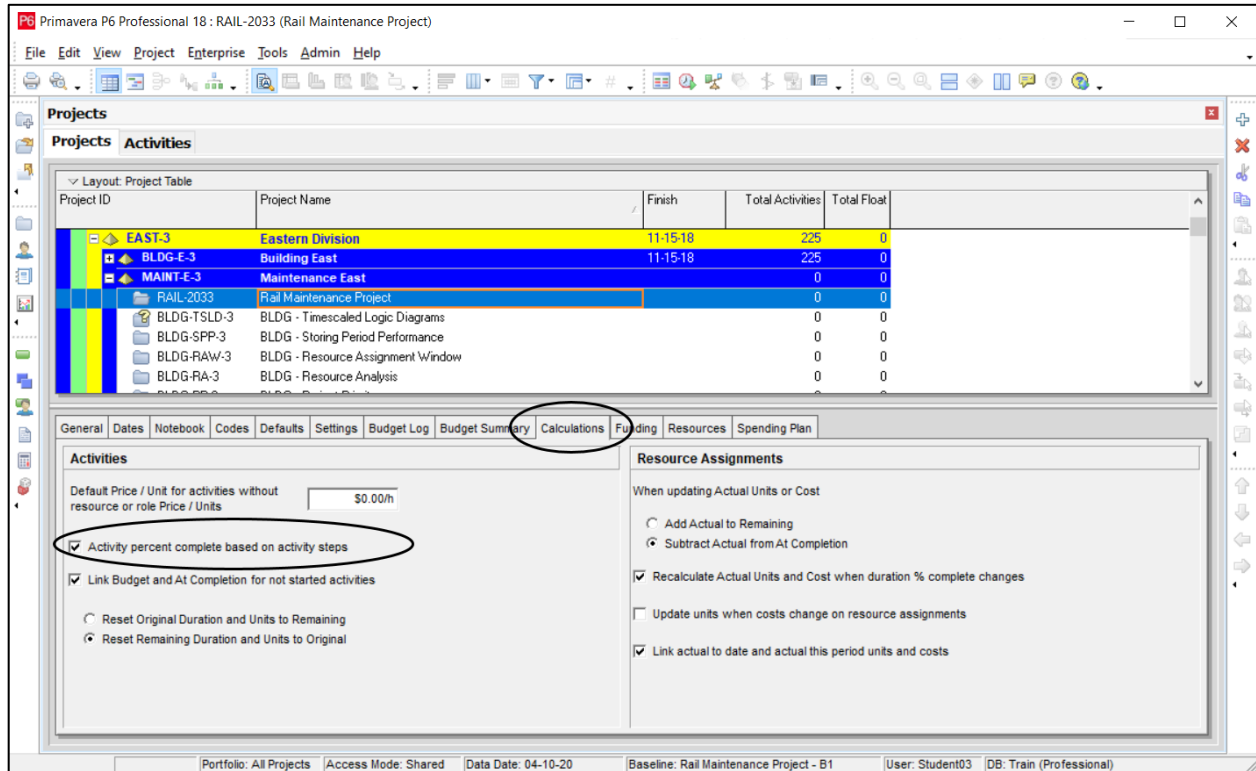 P6 Primavera P6 Professional 18 : RAIL-2033 (Rail Maintenance Project)
File Edit View Project Enterprise Tools Admin Help
Projects
Projects Activities
Layout: Project Table
Project ID Project Name Finish Total Activities Total Float
EAST-3 Eastern Division 11-15-18 225 0
BLDG-E-3 Building East 11-15-18 225 0
MAINT-E-3 Maintenance East 0 0
RAIL-2033 Rail Maintenance Project 0 0
BLDG-TSLD-3 BLDG - Timescaled Logic Diagrams 0 0
BLDG-SPP-3 BLDG - Storing Period Performance 0 0
BLDG-RAW-3 BLDG - Resource Assignment Window 0 0
BLDG-RA-3 BLDG - Resource Analysis 0 0
General Dates Notebook Codes Defaults Settings Budget Log Budget Summary Calculations Funding Resources Spending Plan
Activities
Default Price / Unit for activities without
resource or role Price / Units
$0.00/h
Activity percent complete based on activity steps
Link Budget and At Completion for not started activities
Reset Original Duration and Units to Remaining
Reset Remaining Duration and Units to Original
Resource Assignments
When updating Actual Units or Cost
Add Actual to Remaining
Subtract Actual from At Completion
Recalculate Actual Units and Cost when duration % complete changes
Update units when costs change on resource assignments
Link actual to date and actual this period units and costs
Portfolio: All Projects Access Mode: Shared Data Date: 04-10-20 Baseline: Rail Maintenance Project - B1 User: Student03 DB: Train (Professional)